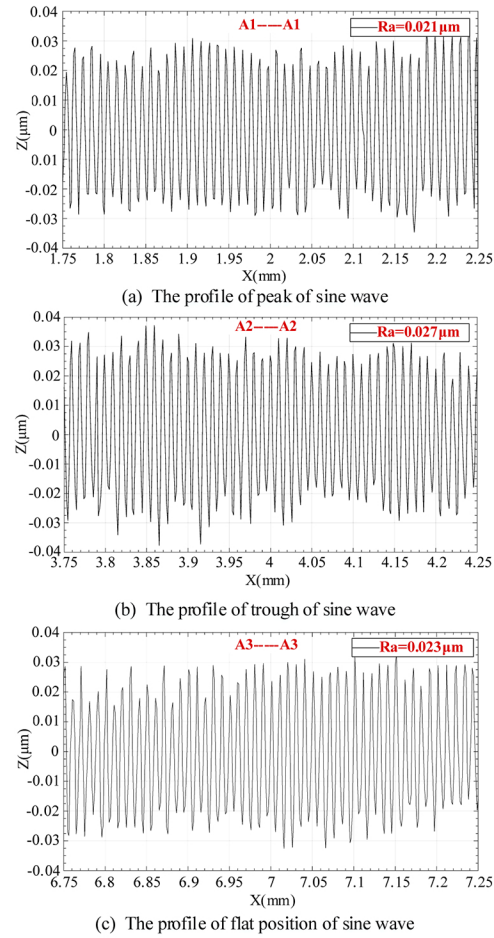 A1-----A1
Ra=0.021μm
0.04
0.03
0.02
0.01
0
0.01
-0.02
-0.03
-0.04
Z(μm)
1.75 1.8 1.85 1.9 1.95 2 2.05 2.1 2.15 2.2 2.25
X(mm)
(a) The profile of peak of sine wave
A2-----A2
Ra=0.027μm
0.04
0.03
0.02
0.01
0
-0.01
-0.02
-0.03
-0.04
Z(μm)
3.75 3.8 3.85 3.9 3.95 4 4.05 4.1 4.15 4.2 4.25
X(mm)
(b) The profile of trough of sine wave
A3-----A3
Ra=0.023μm
0.04
0.03
0.02
0.01
0
-0.01
-0.02
-0.03
-0.04
Z(μm)
6.75 6.8 6.85 6.9 6.95 7 7.05 7.1 7.15 7.2 7.25
X(mm)
(c) The profile of flat position of sine wave